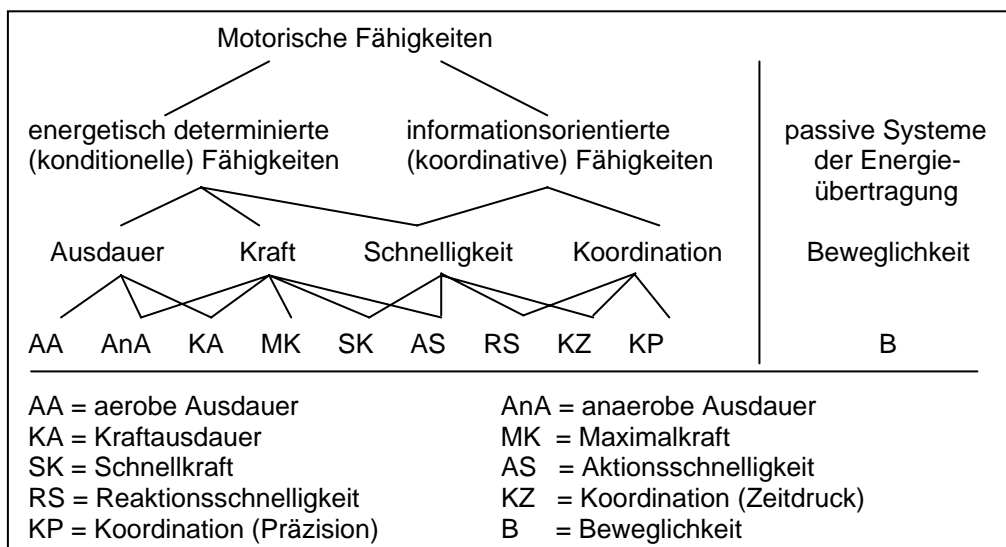 Motorische Fähigkeiten
energetisch determinierte
(konditionelle) Fähigkeiten
informationsorientierte
(koordinative) Fähigkeiten
passive Systeme
der Energie-
übertragung
Ausdauer Kraft Schnelligkeit Koordination Beweglichkeit
AA AnA KA MK SK AS RS KZ KP B
AA = aerobe Ausdauer AnA = anaerobe Ausdauer
KA = Kraftausdauer MK = Maximalkraft
SK = Schnellkraft AS = Aktionsschnelligkeit
RS = Reaktionsschnelligkeit KZ = Koordination (Zeitdruck)
KP = Koordination (Präzision) B = Beweglichkeit